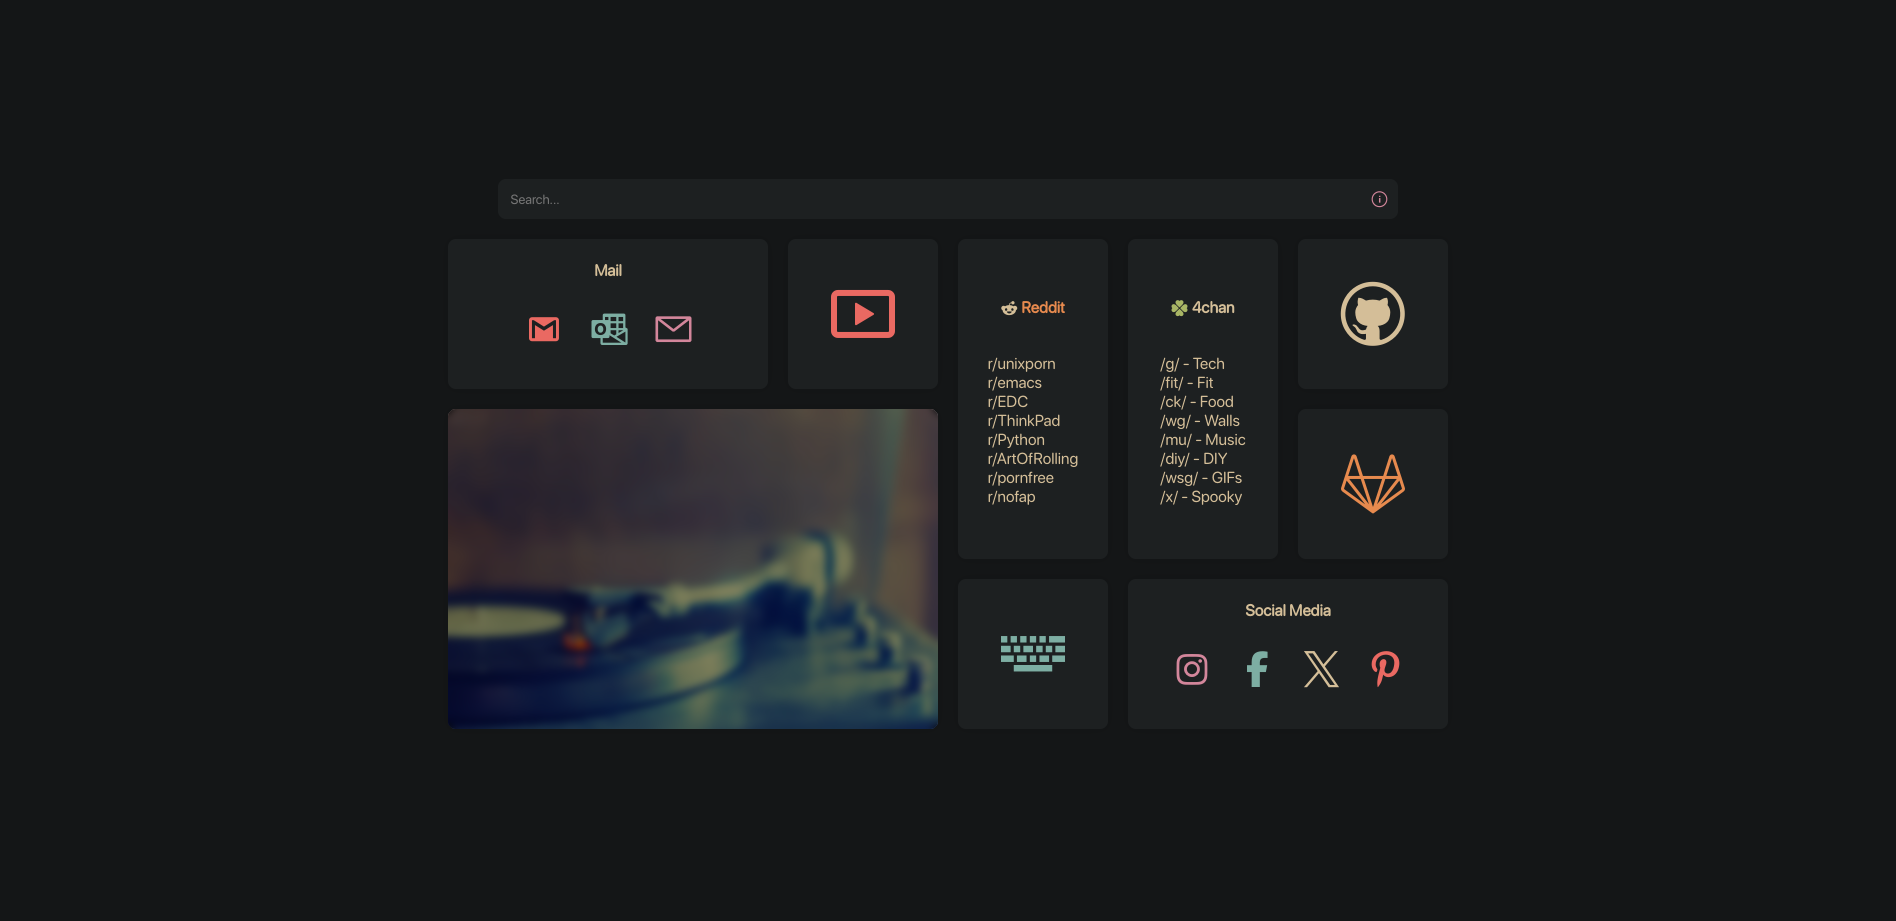 Search...
Mail
Reddit
r/unixporn
r/emacs
r/EDC
r/ThinkPad
r/Python
r/ArtOfRolling
r/pornfree
r/nofap
4chan
/g/ - Tech
/fit/ - Fit
/ck/ - Food
/wg/ - Walls
/mu/ - Music
/diy/ - DIY
/wsg/ - GIFs
/x/ - Spooky
Social Media